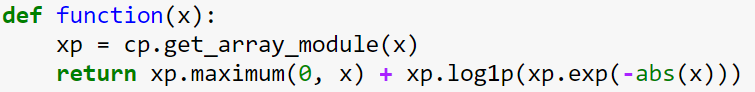 def function(x):
    xp = cp.get_array_module(x)
    return xp.maximum(0, x) + xp.log1p(xp.exp(-abs(x)))